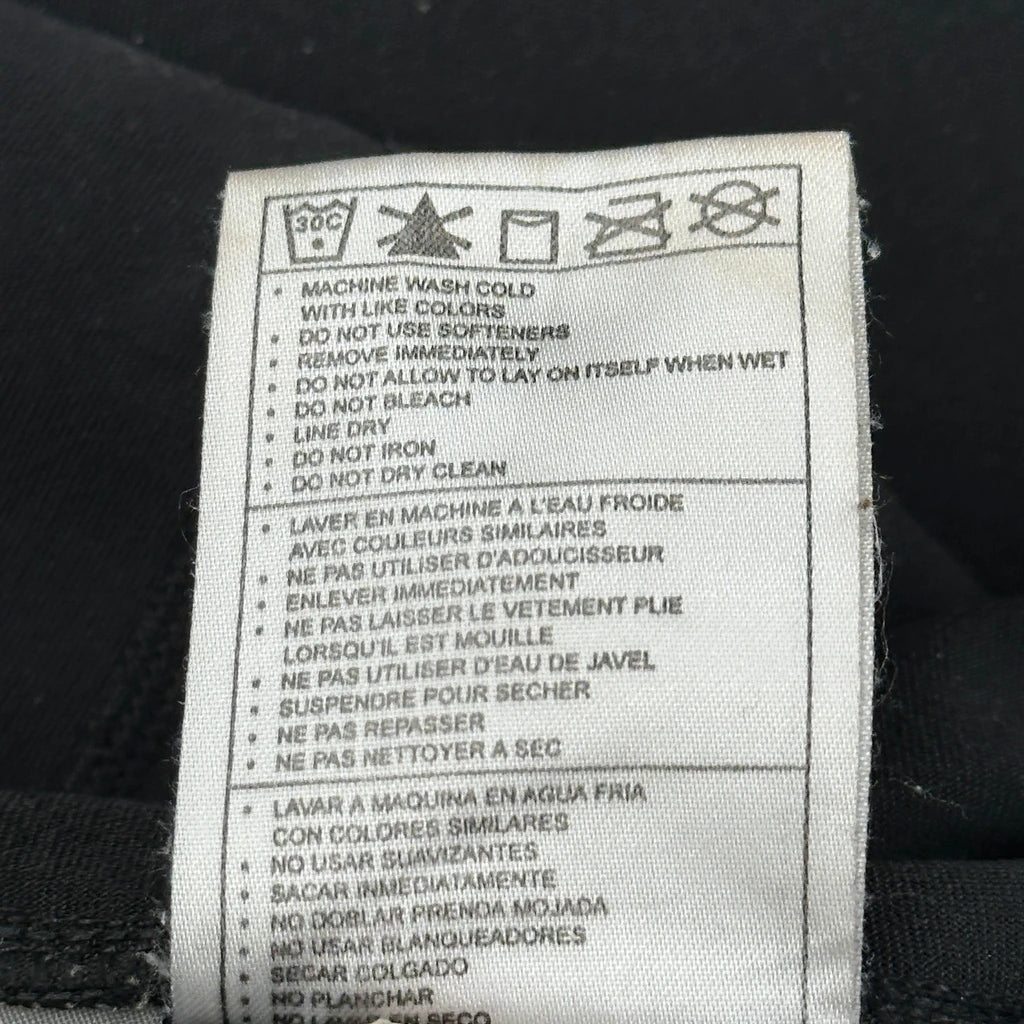 30C
• MACHINE WASH COLD
WITH LIKE COLORS
• DO NOT USE SOFTENERS
• REMOVE IMMEDIATELY
• DO NOT ALLOW TO LAY ON ITSELF WHEN WET
• DO NOT BLEACH
• LINE DRY
• DO NOT IRON
• DO NOT DRY CLEAN
• LAVER EN MACHINE A L'EAU FROIDE
AVEC COULEURS SIMILAIRES
• NE PAS UTILISER D'ADOUCISSEUR
• ENLEVER IMMEDIATEMENT
• NE PAS LAISSER LE VETEMENT PLIE
LORSQU'IL EST MOUILLE
• NE PAS UTILISER D'EAU DE JAVEL
• SUSPENDRE POUR SECHER
• NE PAS REPASSER
• NE PAS NETTOYER A SEC
• LAVAR A MAQUINA EN AGUA FRIA
CON COLORES SIMILARES
• NO USAR SUAVIZANTES
• SACAR INMEDIATAMENTE
• NO DOBLAR PRENDA MOJADA
• NO USAR BLANQUEADORES
• SECAR COLGADO
• NO PLANCHAR
NO LAVAR EN SECO